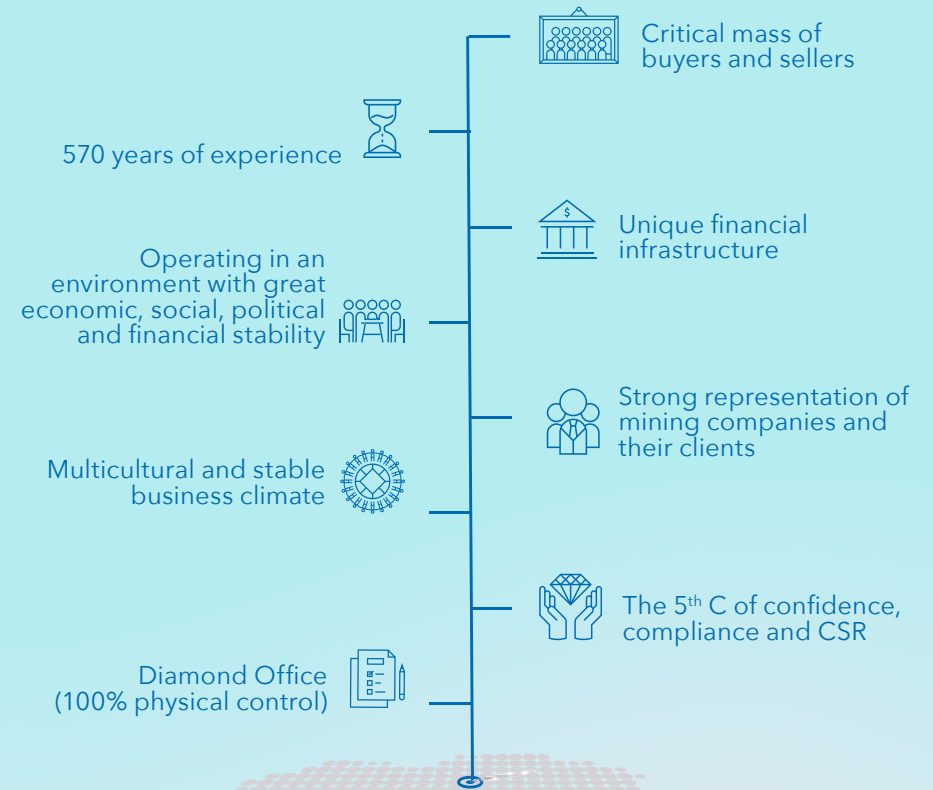 Critical mass of
buyers and sellers
570 years of experience
Unique financial
infrastructure
Operating in an
environment with great
economic, social, political
and financial stability
Strong representation of
mining companies and
their clients
Multicultural and stable
business climate
The 5th C of confidence,
compliance and CSR
Diamond Office
(100% physical control)
$